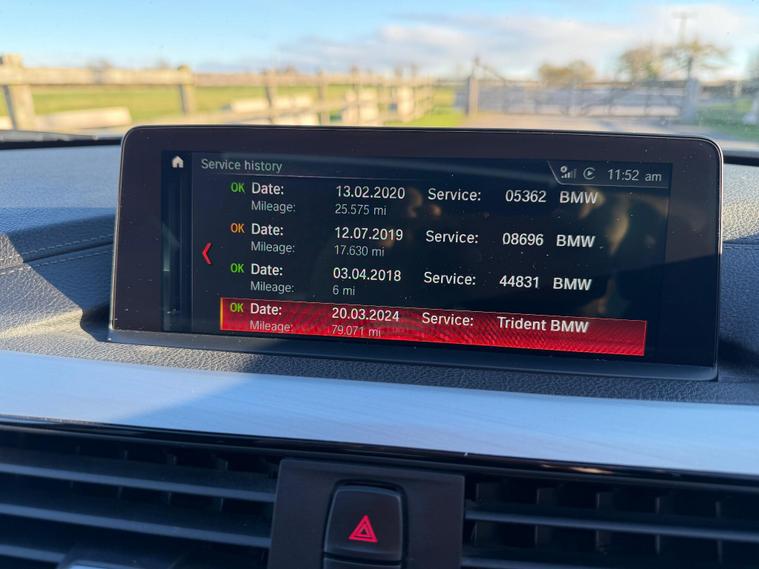 Service history
11:52 am
OK Date: 13.02.2020 Service: 05362 BMW
Mileage: 25.575 mi
OK Date: 12.07.2019 Service: 08696 BMW
Mileage: 17.630 mi
OK Date: 03.04.2018 Service: 44831 BMW
Mileage: 6 mi
OK Date: 20.03.2024 Service: Trident BMW
Mileage: 79.071 mi